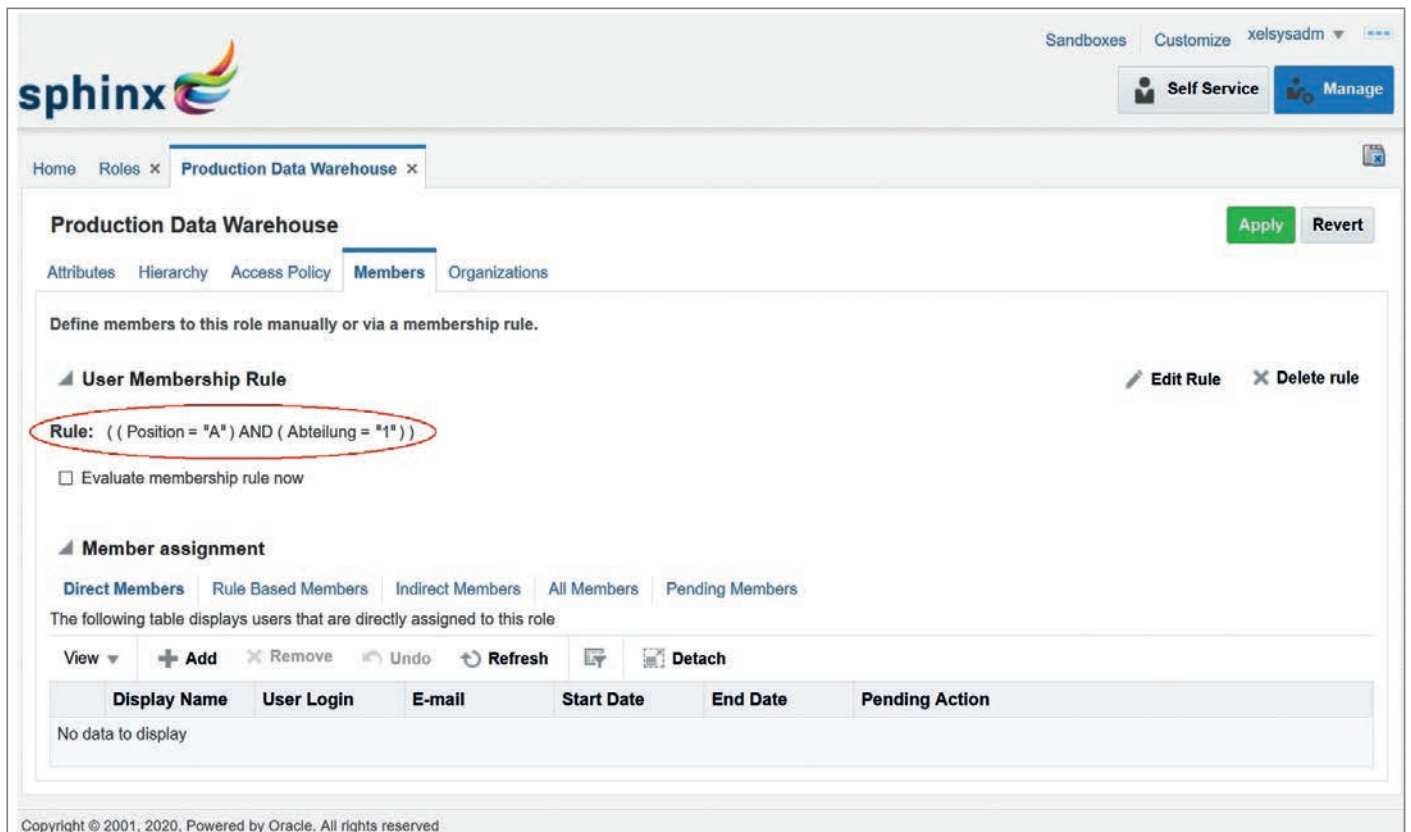 Sandboxes Customize xelsysadm
sphinx
Self Service Manage
Home Roles Production Data Warehouse
Production Data Warehouse
Apply Revert
Attributes Hierarchy Access Policy Members Organizations
Define members to this role manually or via a membership rule.
User Membership Rule
Edit Rule Delete rule
Rule: ( ( Position = "A" ) AND ( Abteilung = "1" ) )
Evaluate membership rule now
Member assignment
Direct Members Rule Based Members Indirect Members All Members Pending Members
The following table displays users that are directly assigned to this role
View Add Remove Undo Refresh Detach
Display Name User Login E-mail Start Date End Date Pending Action
No data to display
Copyright © 2001, 2020, Powered by Oracle. All rights reserved